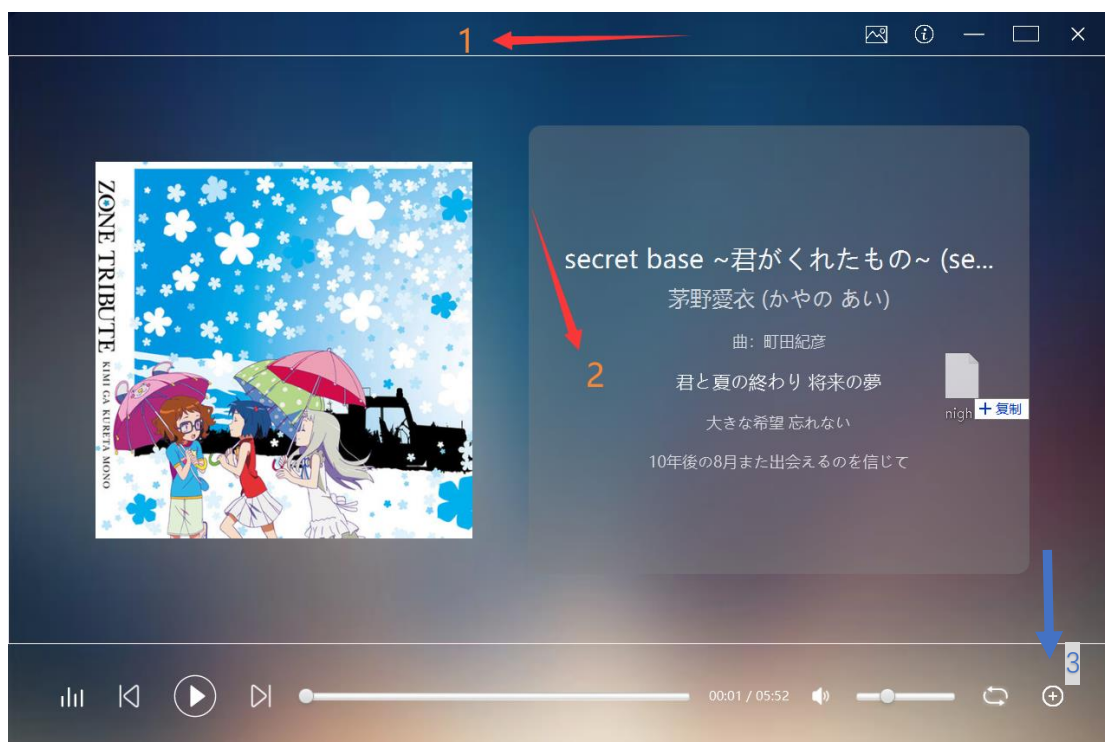 1
ZONE TRIBUTE KIMI GA KURETA MONO
secret base ~君がくれたもの~ (se...
茅野愛衣 (かやの あい)
曲: 町田紀彦
2
君と夏の終わり 将来の夢
nigh
+ 复制
大きな希望 忘れない
10年後の8月また出会えるのを信じて
3
00:01 / 05:52